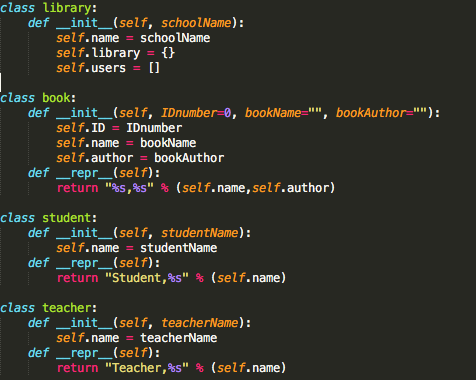 class library:
    def __init__(self, schoolName):
        self.name = schoolName
        self.library = {}
        self.users = []
class book:
    def __init__(self, IDnumber=0, bookName="", bookAuthor=""):
        self.ID = IDnumber
        self.name = bookName
        self.author = bookAuthor
    def __repr__(self):
        return "%s,%s" % (self.name,self.author)
class student:
    def __init__(self, studentName):
        self.name = studentName
    def __repr__(self):
        return "Student,%s" % (self.name)
class teacher:
    def __init__(self, teacherName):
        self.name = teacherName
    def __repr__(self):
        return "Teacher,%s" % (self.name)